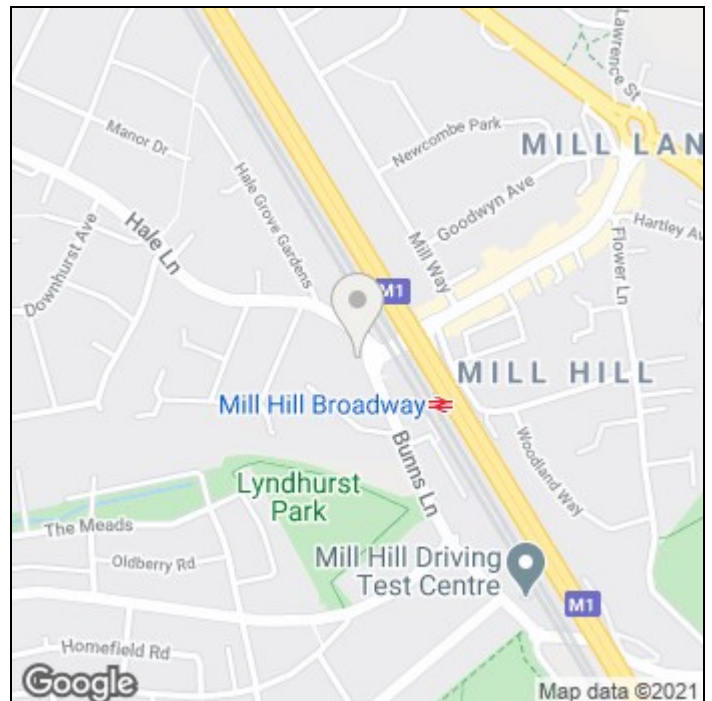 Lawrence St
Manor Dr
Newcombe Park
MILL LAN
Hale Grove Gardens
Goodwyn Ave
Hartley Av
Hale Ln
Downhurst Ave
Mill Way
Flower Ln
M1
MILL HILL
Mill Hill Broadway
Bunns Ln
Woodland Way
Lyndhurst
Park
The Meads
Oldberry Rd
Mill Hill Driving
Test Centre
M1
Homefield Rd
Google
Map data ©2021